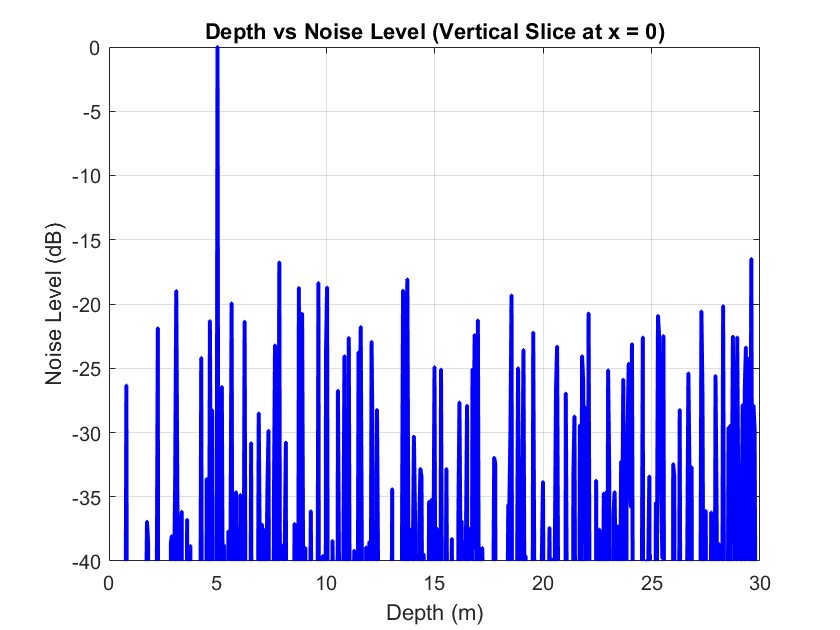 Depth vs Noise Level (Vertical Slice at x = 0)
0
-5
-10
-15
-20
-25
-30
-35
-40
Noise Level (dB)
0 5 10 15 20 25 30
Depth (m)